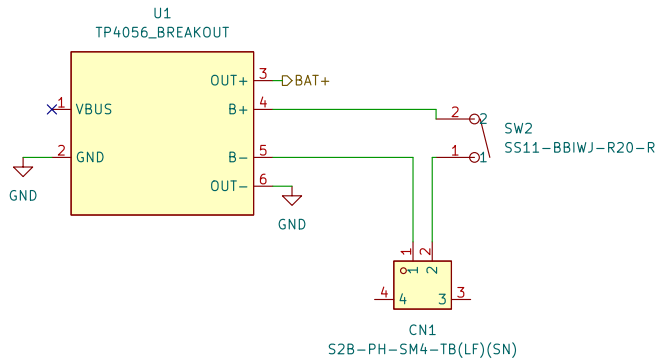 U1
TP4056_BREAKOUT
OUT+ 3 BAT+
1 VBUS B+ 4
2 2
SW2
SS11-BBIWJ-R20-R
2 GND B- 5
1 1
OUT- 6
GND
GND
1 2
1 2
4 4 3 3
CN1
S2B-PH-SM4-TB(LF)(SN)